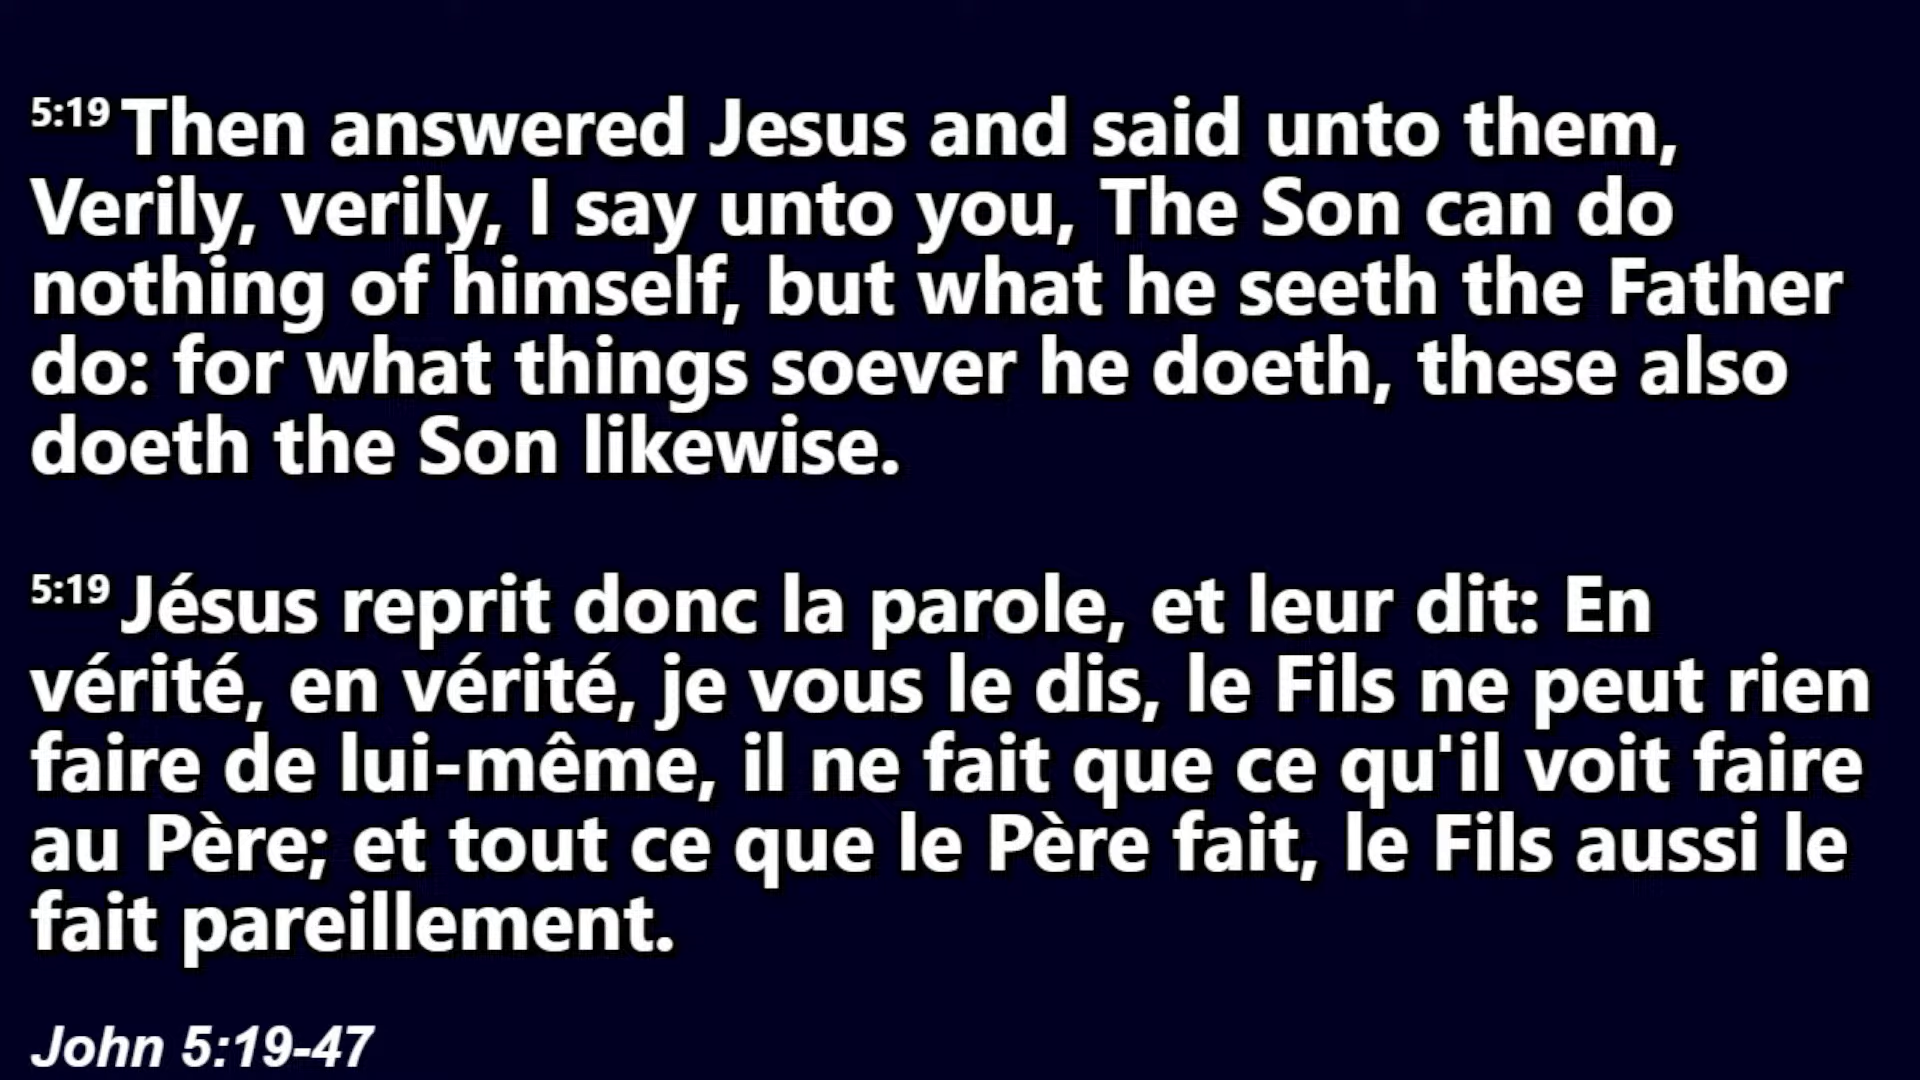 5:19 Then answered Jesus and said unto them,
Verily, verily, I say unto you, The Son can do
nothing of himself, but what he seeth the Father
do: for what things soever he doeth, these also
doeth the Son likewise.
5:19 Jésus reprit donc la parole, et leur dit: En
vérité, en vérité, je vous le dis, le Fils ne peut rien
faire de lui-même, il ne fait que ce qu'il voit faire
au Père; et tout ce que le Père fait, le Fils aussi le
fait pareillement.
John 5:19-47